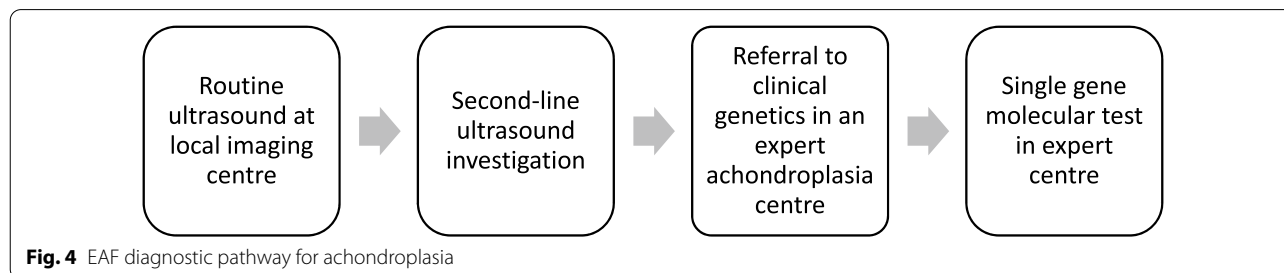 Routine
ultrasound at
local imaging
centre
Second-line
ultrasound
investigation
Referral to
clinical
genetics in an
expert
achondroplasia
centre
Single gene
molecular test
in expert
centre
Fig. 4 EAF diagnostic pathway for achondroplasia